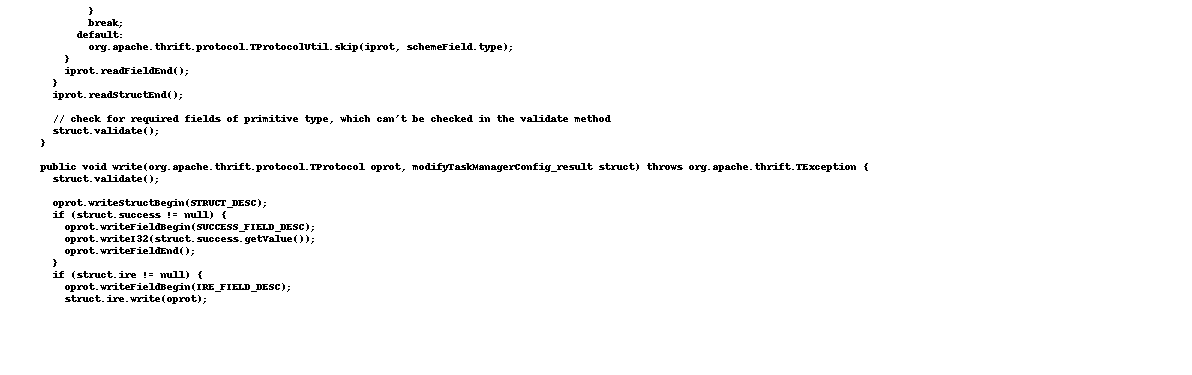 }
        break;
      default:
        org.apache.thrift.protocol.TProtocolUtil.skip(iprot, schemeField.type);
    }
    iprot.readFieldEnd();
  }
  iprot.readStructEnd();

  // check for required fields of primitive type, which can't be checked in the validate method
  struct.validate();
}

public void write(org.apache.thrift.protocol.TProtocol oprot, modifyTaskManagerConfig_result struct) throws org.apache.thrift.TException {
  struct.validate();

  oprot.writeStructBegin(STRUCT_DESC);
  if (struct.success != null) {
    oprot.writeFieldBegin(SUCCESS_FIELD_DESC);
    oprot.writeI32(struct.success.getValue());
    oprot.writeFieldEnd();
  }
  if (struct.ire != null) {
    oprot.writeFieldBegin(IRE_FIELD_DESC);
    struct.ire.write(oprot);